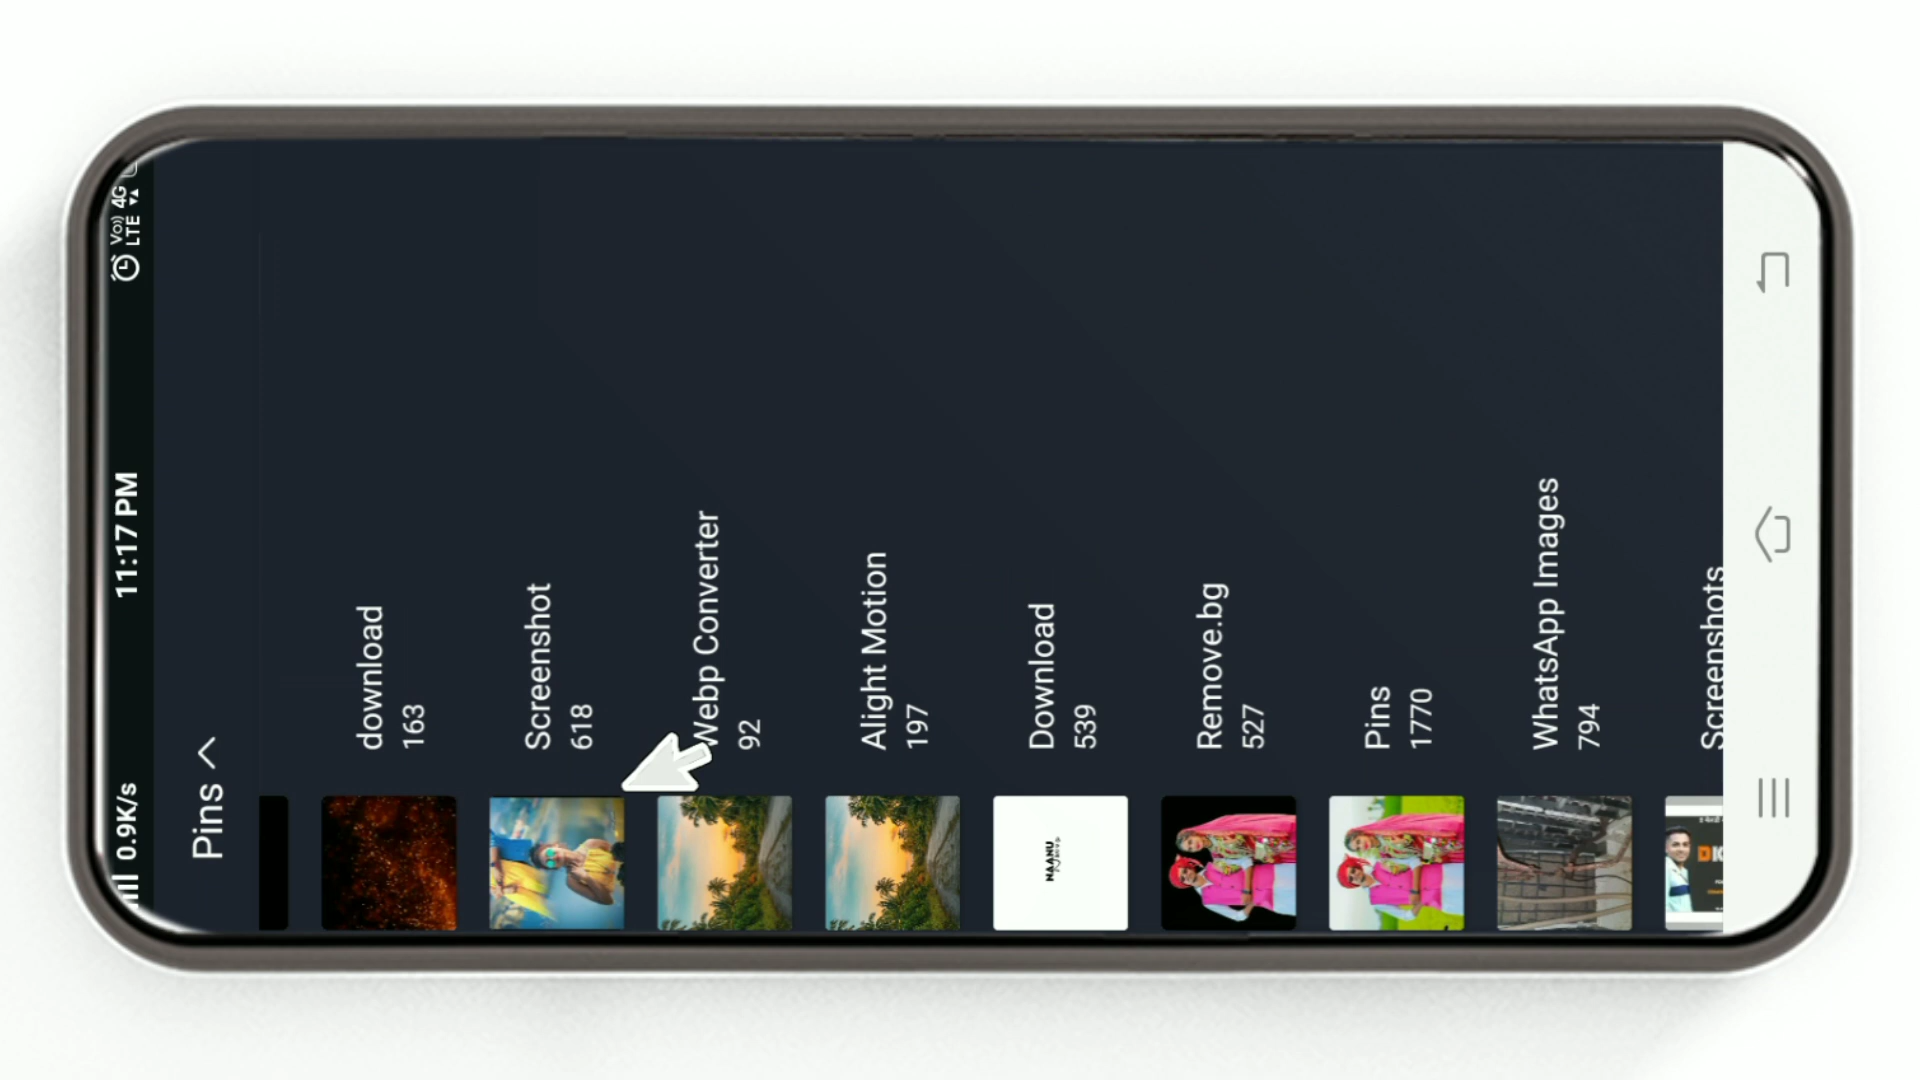 0.9K/s
11:17 PM
Vo)) 4G
LTE
Pins
download
163
Screenshot
618
Webp Converter
92
Alight Motion
197
Download
539
NAANU
Remove.bg
527
Pins
1770
WhatsApp Images
794
Screenshots